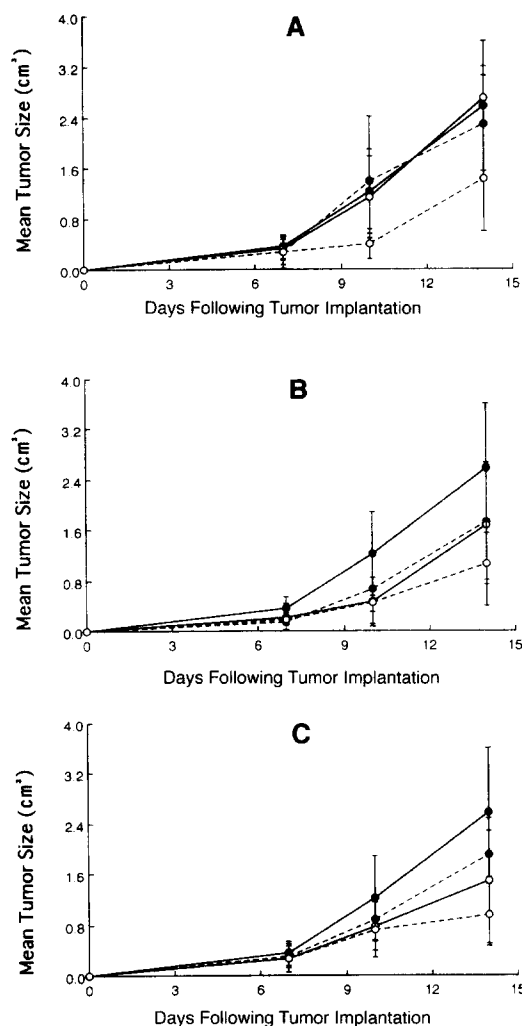 A
Mean Tumor Size (cm³)
4.0
3.2
2.4
1.6
0.8
0.0
0 3 6 9 12 15
Days Following Tumor Implantation
B
Mean Tumor Size (cm³)
4.0
3.2
2.4
1.6
0.8
0.0
0 3 6 9 12 15
Days Following Tumor Implantation
C
Mean Tumor Size (cm³)
4.0
3.2
2.4
1.6
0.8
0.0
0 3 6 9 12 15
Days Following Tumor Implantation